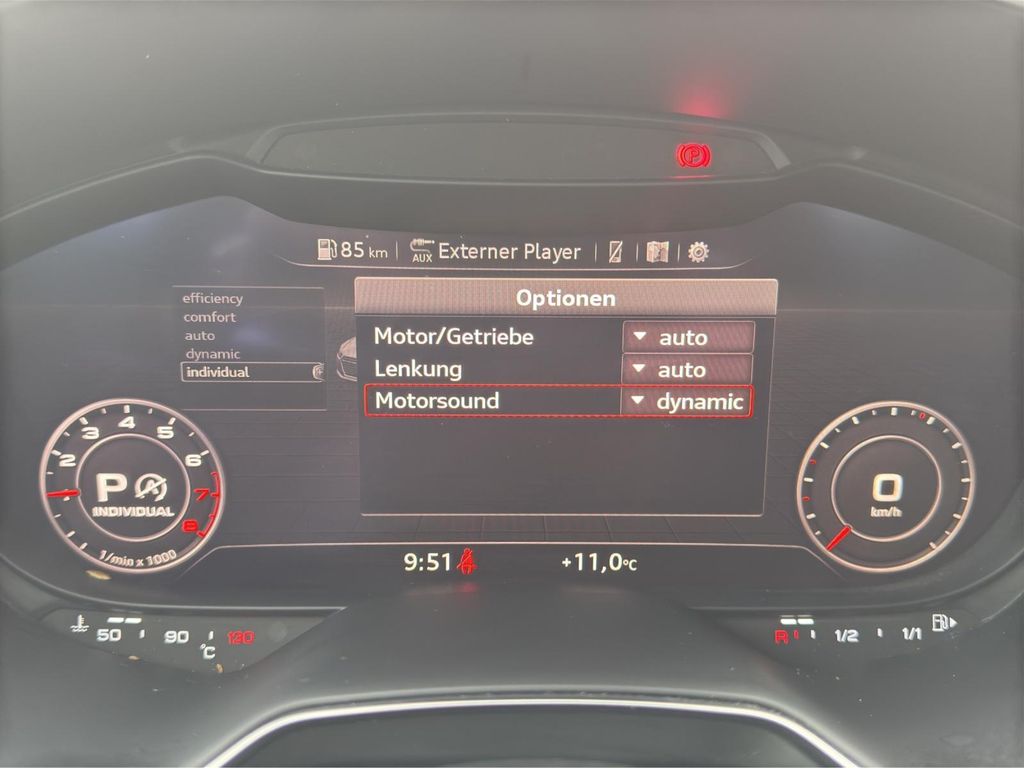 P
85 km AUX Externer Player
efficiency
comfort
auto
dynamic
individual
Optionen
Motor/Getriebe auto
Lenkung auto
Motorsound dynamic
2 3 4 5 6 7 8
P A
INDIVIDUAL
1/min x 1000
0
km/h
9:51 +11,0°C
50 90 130
°C
R 1/2 1/1